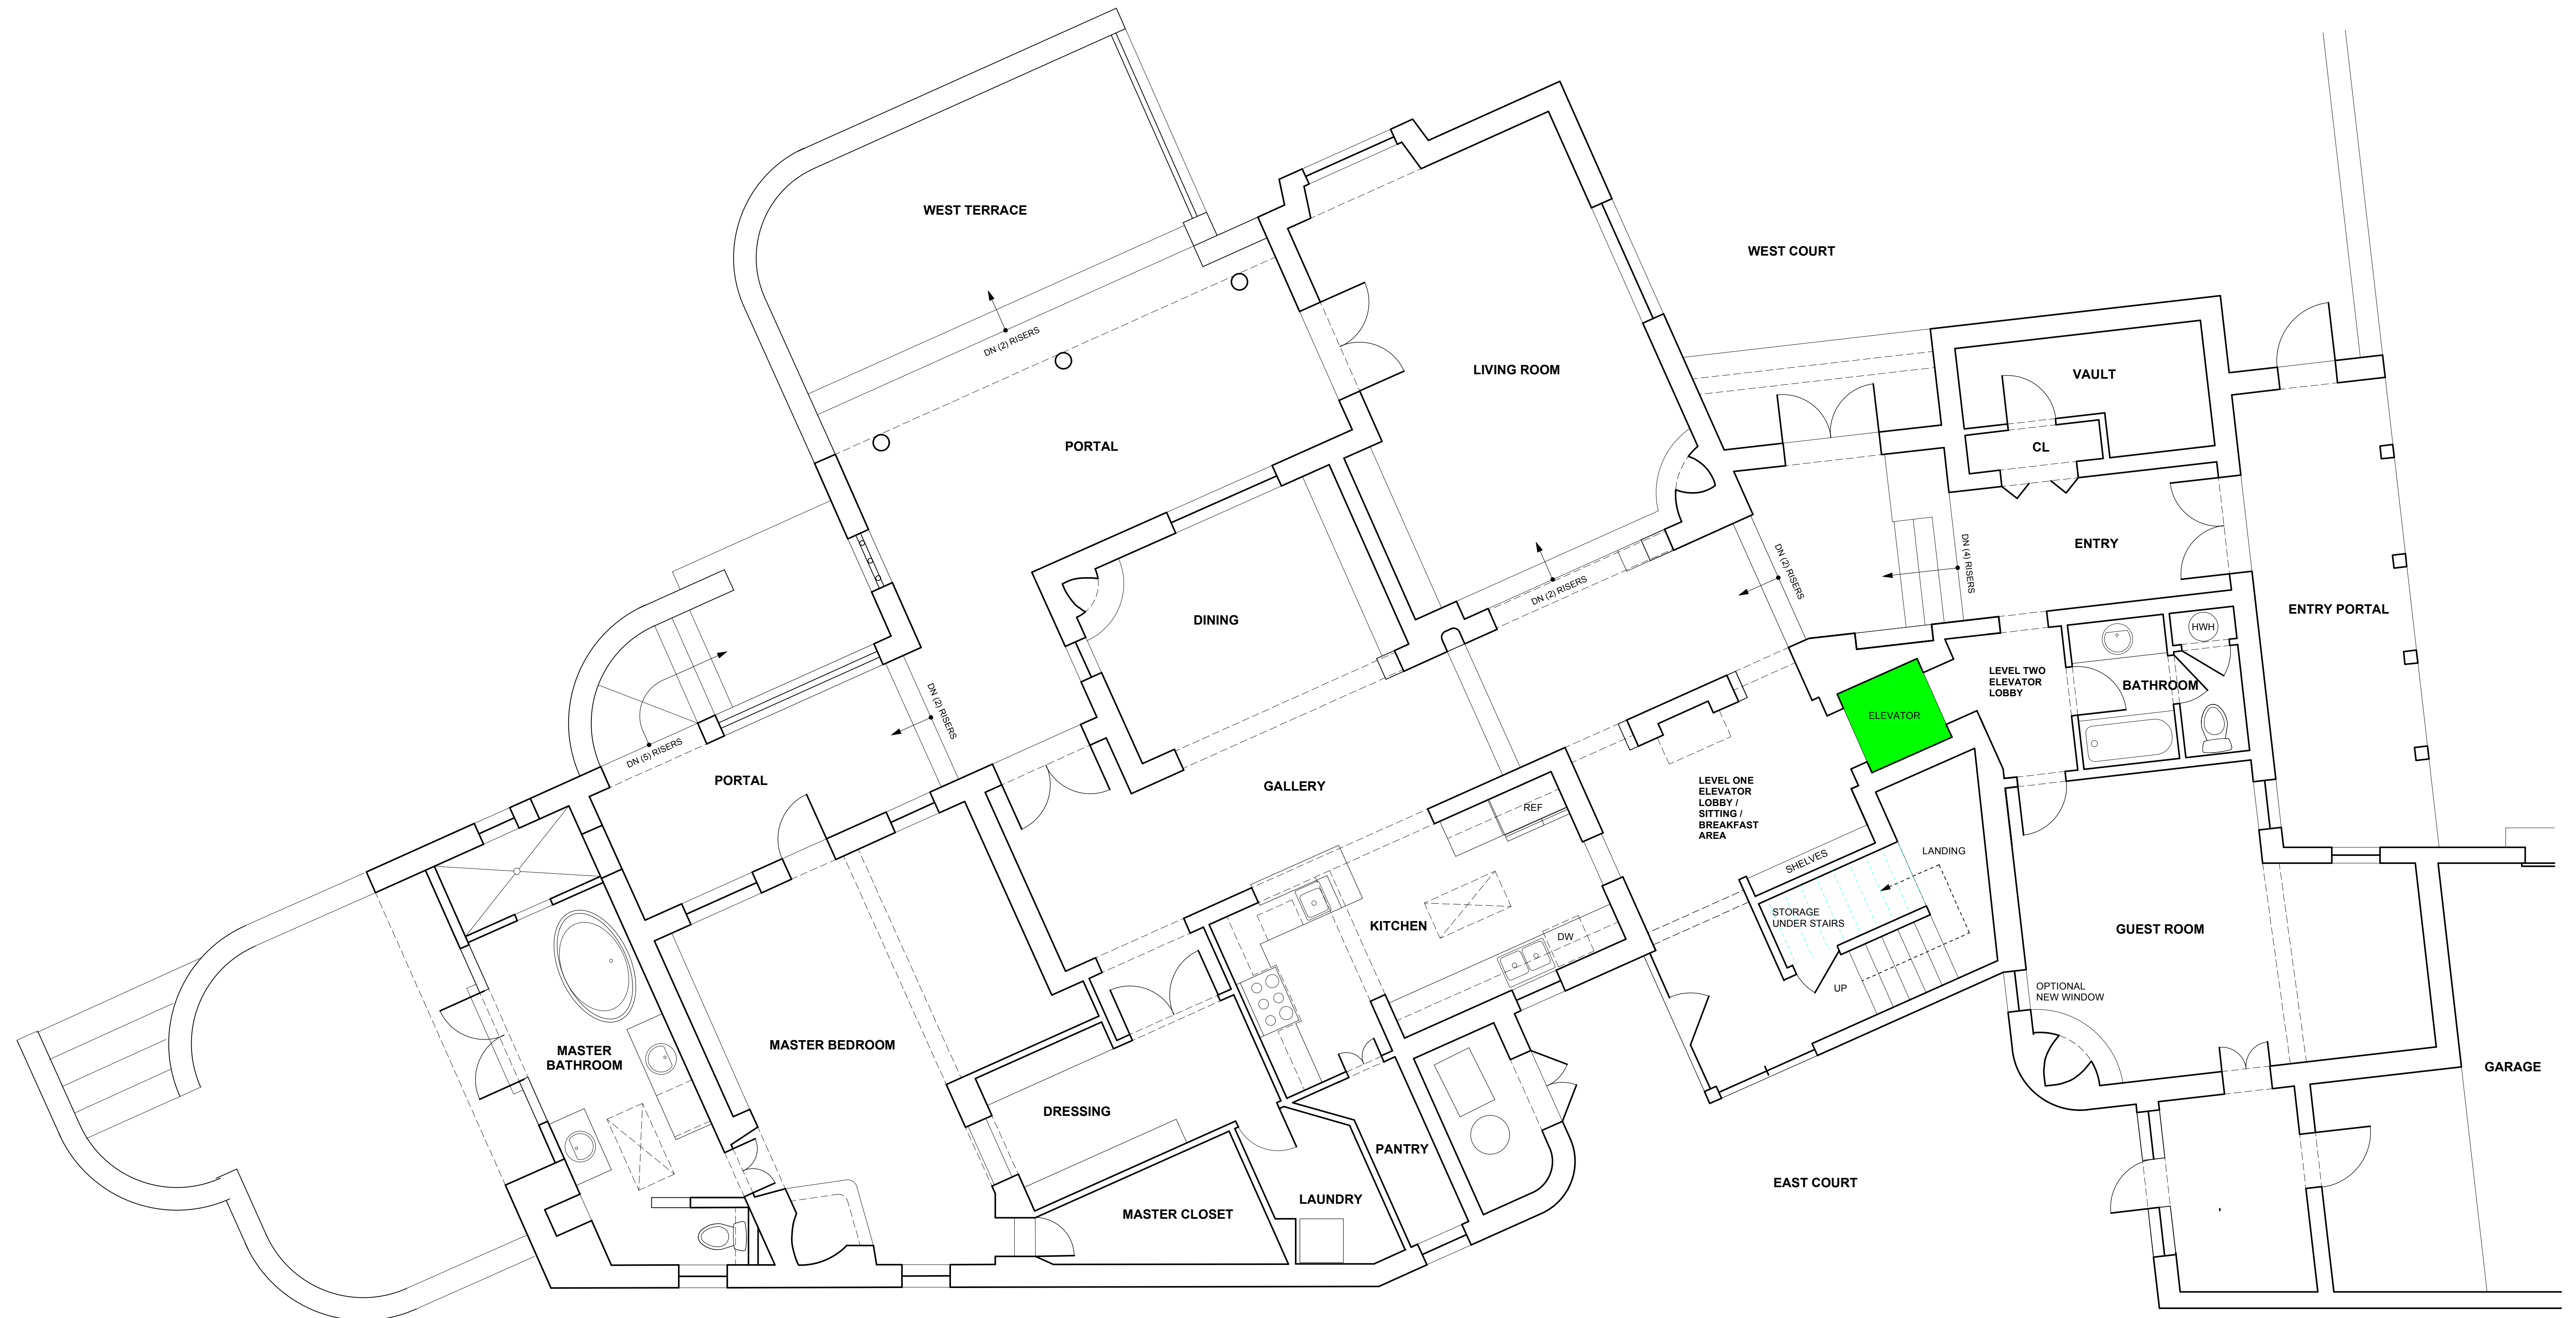 WEST TERRACE
WEST COURT
DN (2) RISERS
LIVING ROOM
VAULT
PORTAL
CL
ENTRY
DN (4) RISERS
DN (2) RISERS
DN (2) RISERS
ENTRY PORTAL
DINING
HWH
LEVEL TWO
ELEVATOR
LOBBY
BATHROOM
DN (2) RISERS
ELEVATOR
DN (5) RISERS
PORTAL
GALLERY
LEVEL ONE
ELEVATOR
LOBBY /
SITTING /
BREAKFAST
AREA
REF
LANDING
SHELVES
STORAGE
UNDER STAIRS
KITCHEN
DW
GUEST ROOM
UP
OPTIONAL
NEW WINDOW
MASTER
BATHROOM
MASTER BEDROOM
GARAGE
DRESSING
PANTRY
EAST COURT
LAUNDRY
MASTER CLOSET